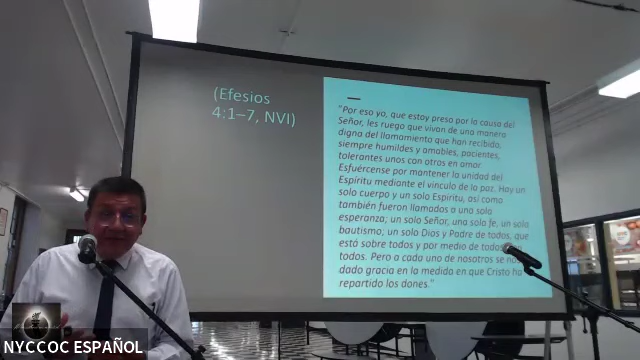 (Efesios
4:1–7, NVI)
"Por eso yo, que estoy preso por la causa del
Señor, les ruego que vivan de una manera
digna del llamamiento que han recibido,
siempre humildes y amables, pacientes,
tolerantes unos con otros en amor.
Esfuércense por mantener la unidad del
Espíritu mediante el vínculo de la paz. Hay un
solo cuerpo y un solo Espíritu, así como
también fueron llamados a una sola
esperanza; un solo Señor, una sola fe, un solo
bautismo; un solo Dios y Padre de todos, que
está sobre todos y por medio de todos
todos. Pero a cada uno de nosotros se nos
dado gracia en la medida en que Cristo ha
repartido los dones."
NYCCOC ESPAÑOL